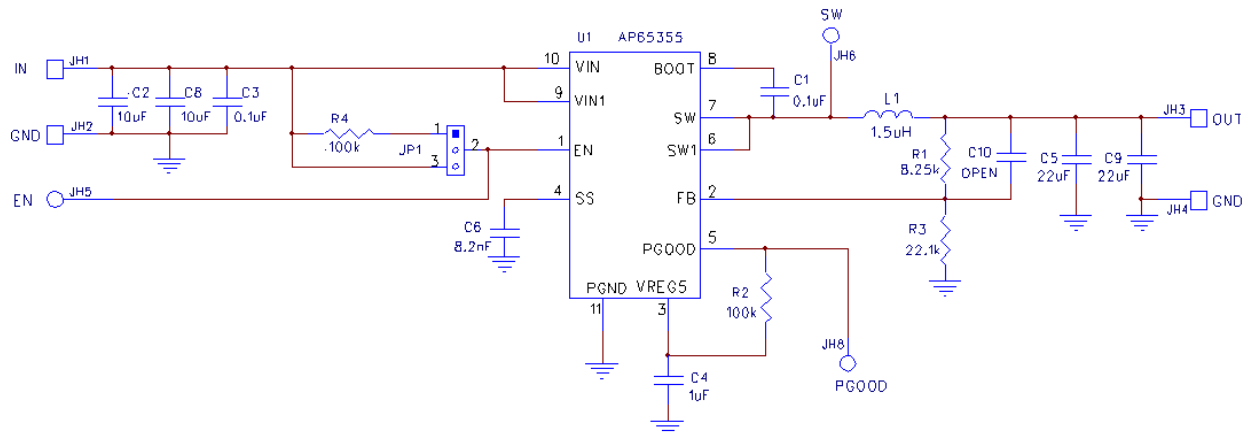 SW
U1 AP65355
JH6
IN JH1
10 VIN
BOOT 8
C2 10uF
C8 10uF
C3 0.1uF
9 VIN1
C1 0.1uF
SW 7
L1 1.5uH
JH3 OUT
GND JH2
R4 100k
1
2
3
JP1
1 EN
SW1 6
R1 8.25k
C10 OPEN
C5 22uF
C9 22uF
EN JH5
4 SS
FB 2
JH4 GND
C6 8.2nF
R3 22.1k
PGOOD 5
PGND
VREG5
11
3
R2 100k
JH8
PGOOD
C4 1uF